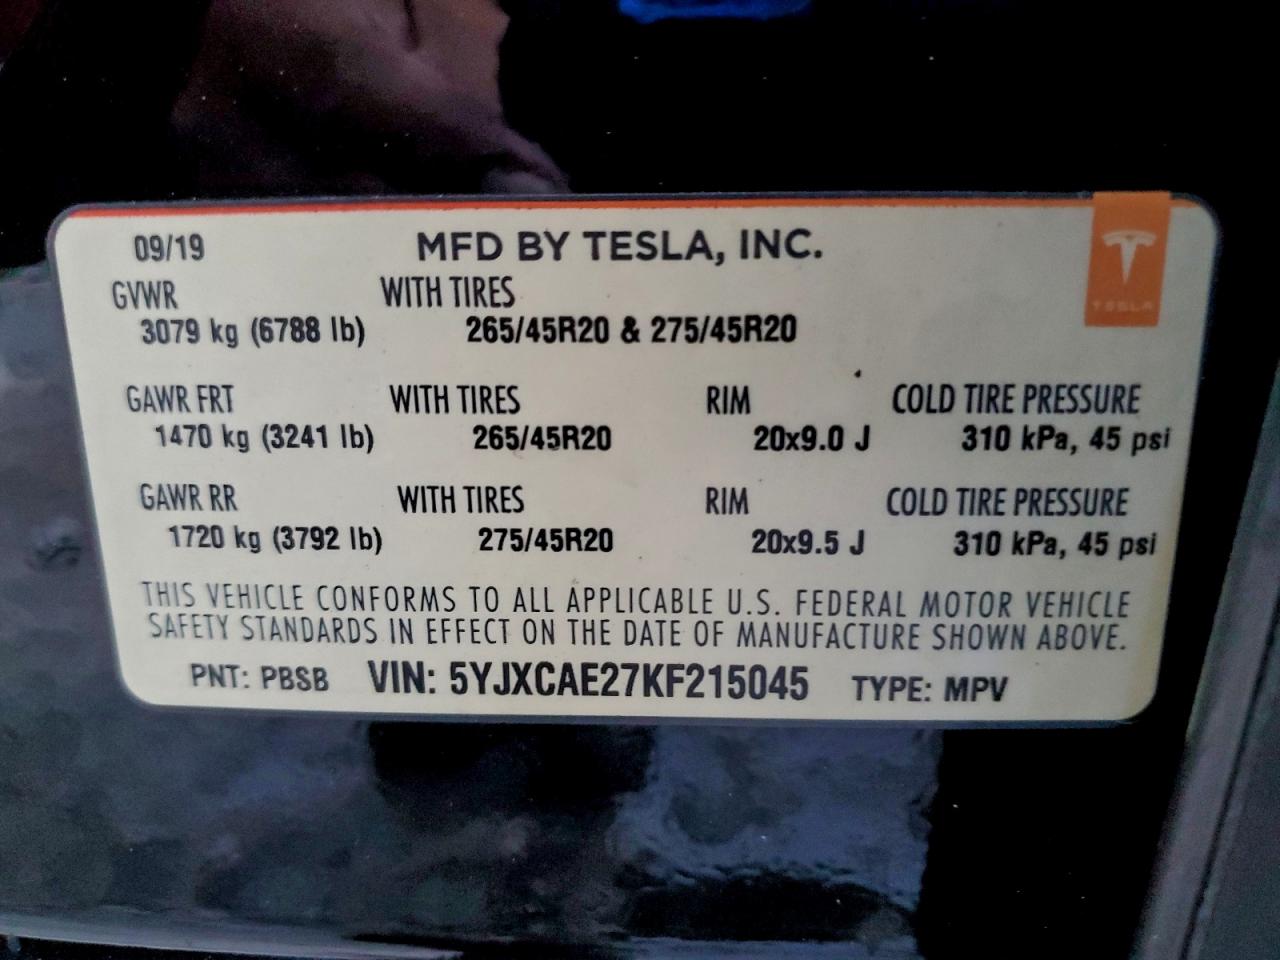 09/19 MFD BY TESLA, INC.
TESLA
GVWR WITH TIRES
3079 kg (6788 lb) 265/45R20 & 275/45R20
GAWR FRT WITH TIRES RIM COLD TIRE PRESSURE
1470 kg (3241 lb) 265/45R20 20x9.0 J 310 kPa, 45 psi
GAWR RR WITH TIRES RIM COLD TIRE PRESSURE
1720 kg (3792 lb) 275/45R20 20x9.5 J 310 kPa, 45 psi
THIS VEHICLE CONFORMS TO ALL APPLICABLE U.S. FEDERAL MOTOR VEHICLE
SAFETY STANDARDS IN EFFECT ON THE DATE OF MANUFACTURE SHOWN ABOVE.
PNT: PBSB VIN: 5YJXCAE27KF215045 TYPE: MPV